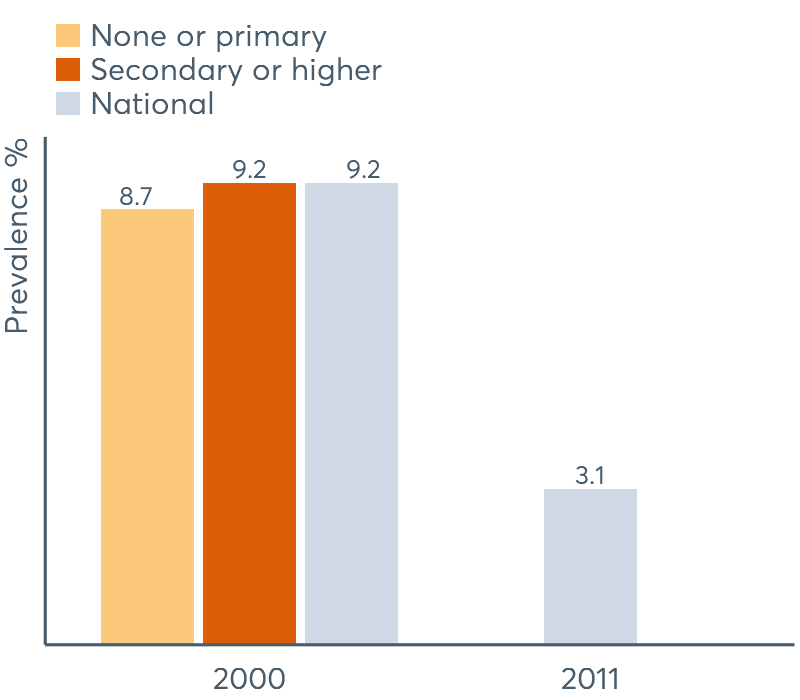 None or primary
Secondary or higher
National
Prevalence %
8.7
9.2
9.2
3.1
2000
2011